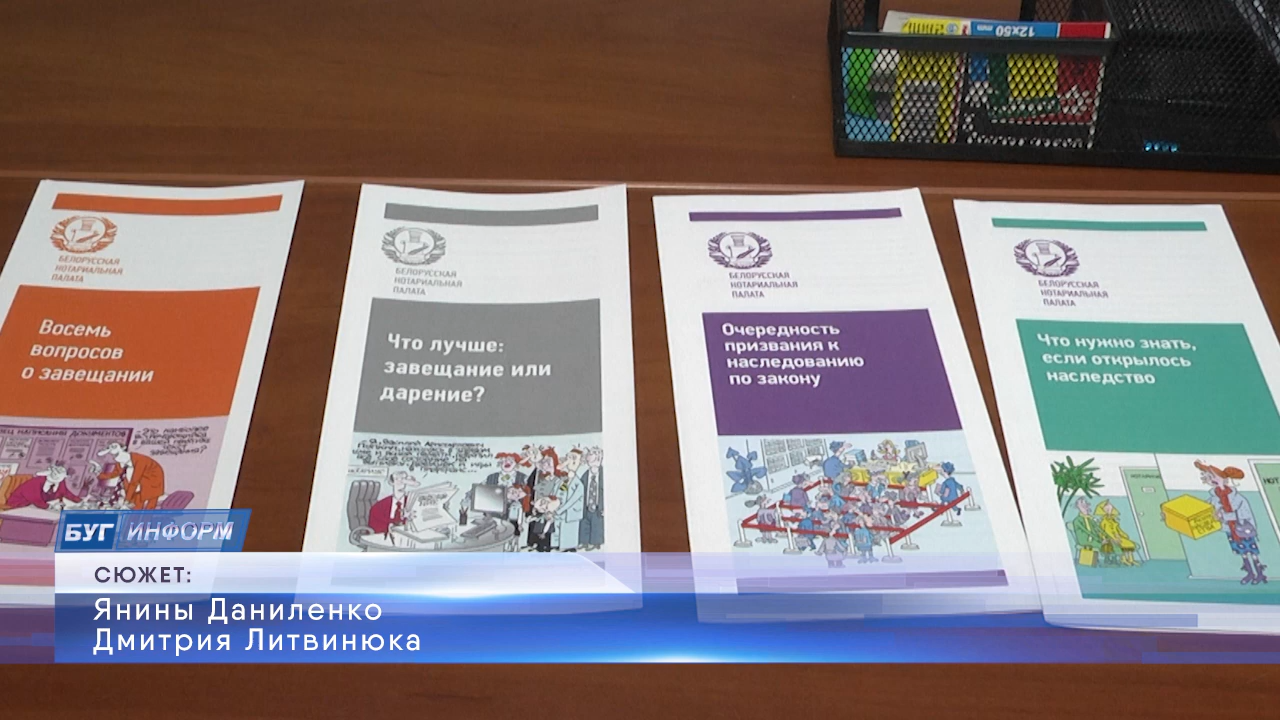 12x50 mm
БЕЛОРУССКАЯ
НОТАРИАЛЬНАЯ
ПАЛАТА
Восемь
вопросов
о завещании
БЕЛОРУССКАЯ
НОТАРИАЛЬНАЯ
ПАЛАТА
Что лучше:
завещание или
дарение?
БЕЛОРУССКАЯ
НОТАРИАЛЬНАЯ
ПАЛАТА
Очередность
призвания к
наследованию
по закону
БЕЛОРУССКАЯ
НОТАРИАЛЬНАЯ
ПАЛАТА
Что нужно знать,
если открылось
наследство
БУГ ИНФОРМ
СЮЖЕТ:
Янины Даниленко
Дмитрия Литвинюка